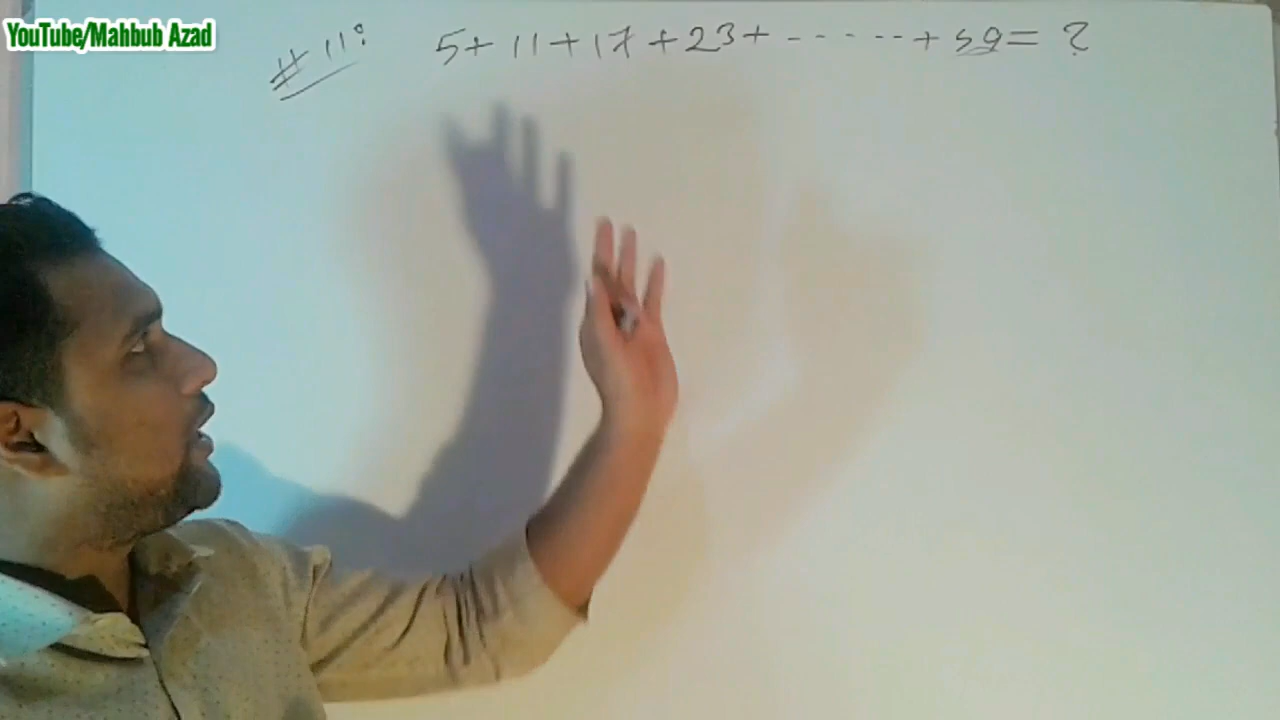 YouTube/Mahbub Azad
# 11: 5+ 11+17+23+ - - - - - - + 59= ?